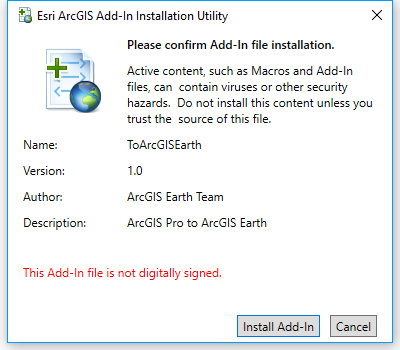 Esri ArcGIS Add-In Installation Utility
Please confirm Add-In file installation.
Active content, such as Macros and Add-In
files, can  contain viruses or other security
hazards.  Do not install this content unless you
trust the  source of this file.
Name: ToArcGISEarth
Version: 1.0
Author: ArcGIS Earth Team
Description: ArcGIS Pro to ArcGIS Earth
This Add-In file is not digitally signed.
Install Add-In Cancel